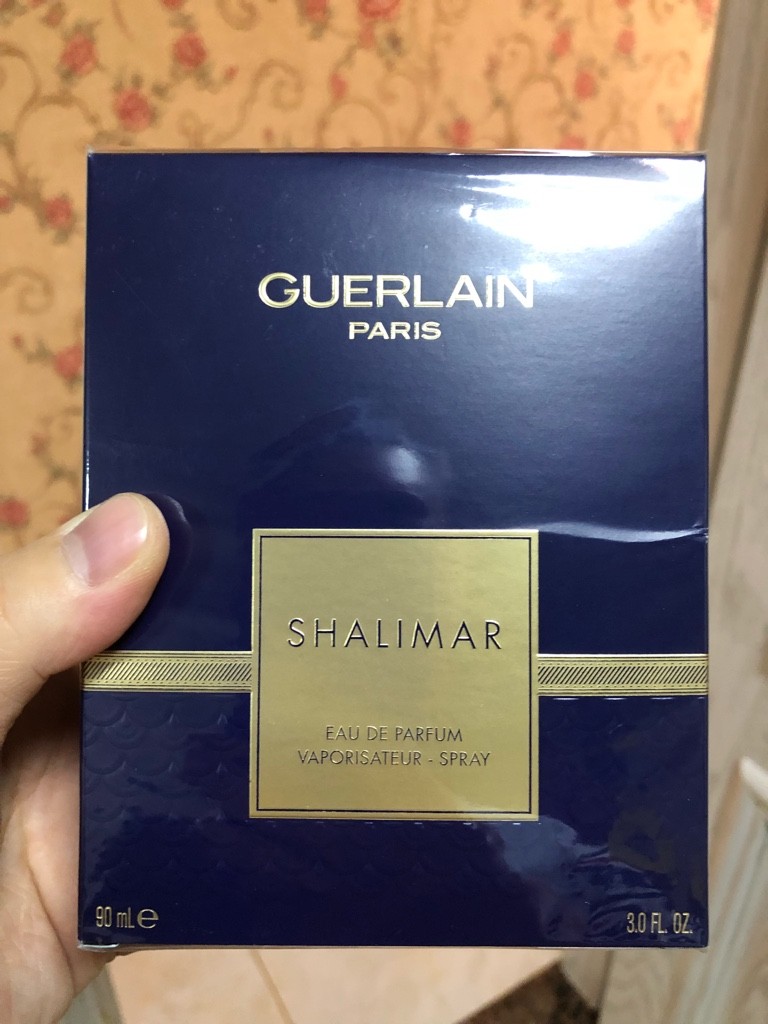 GUERLAIN
PARIS
SHALIMAR
EAU DE PARFUM
VAPORISATEUR - SPRAY
90 mL e
3.0 FL. OZ.